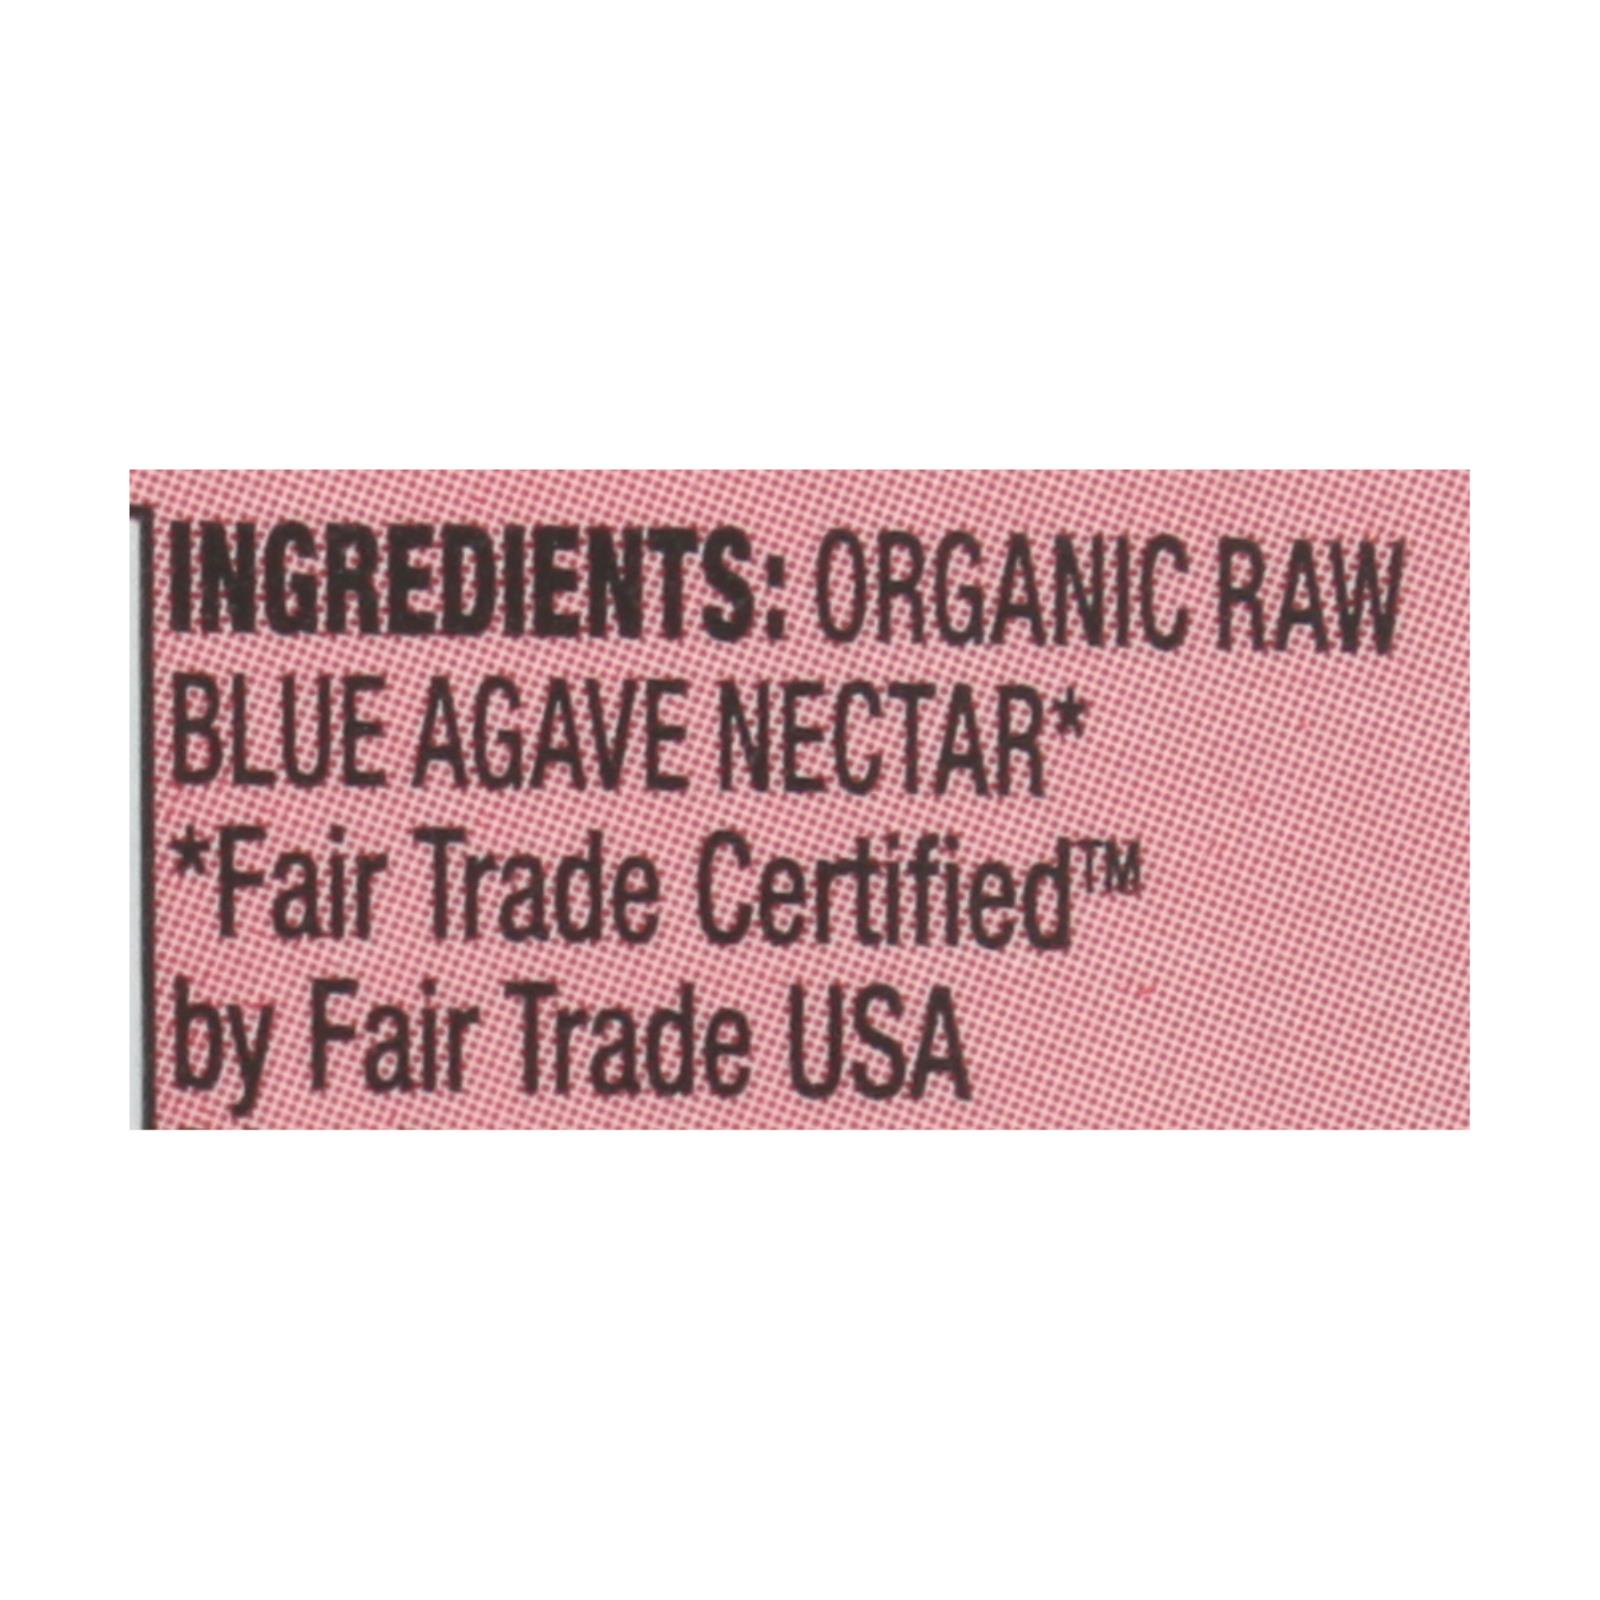 INGREDIENTS: ORGANIC RAW
BLUE AGAVE NECTAR*
*Fair Trade Certified™
by Fair Trade USA